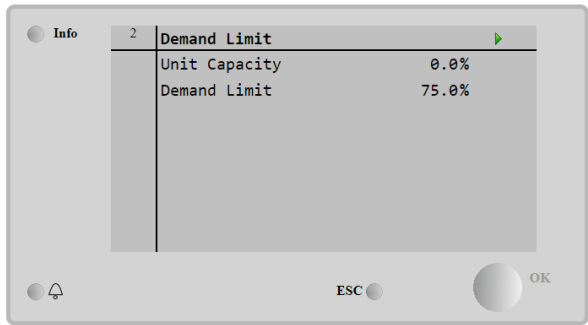 Info
2 Demand Limit
Unit Capacity 0.0%
Demand Limit 75.0%
ESC
OK